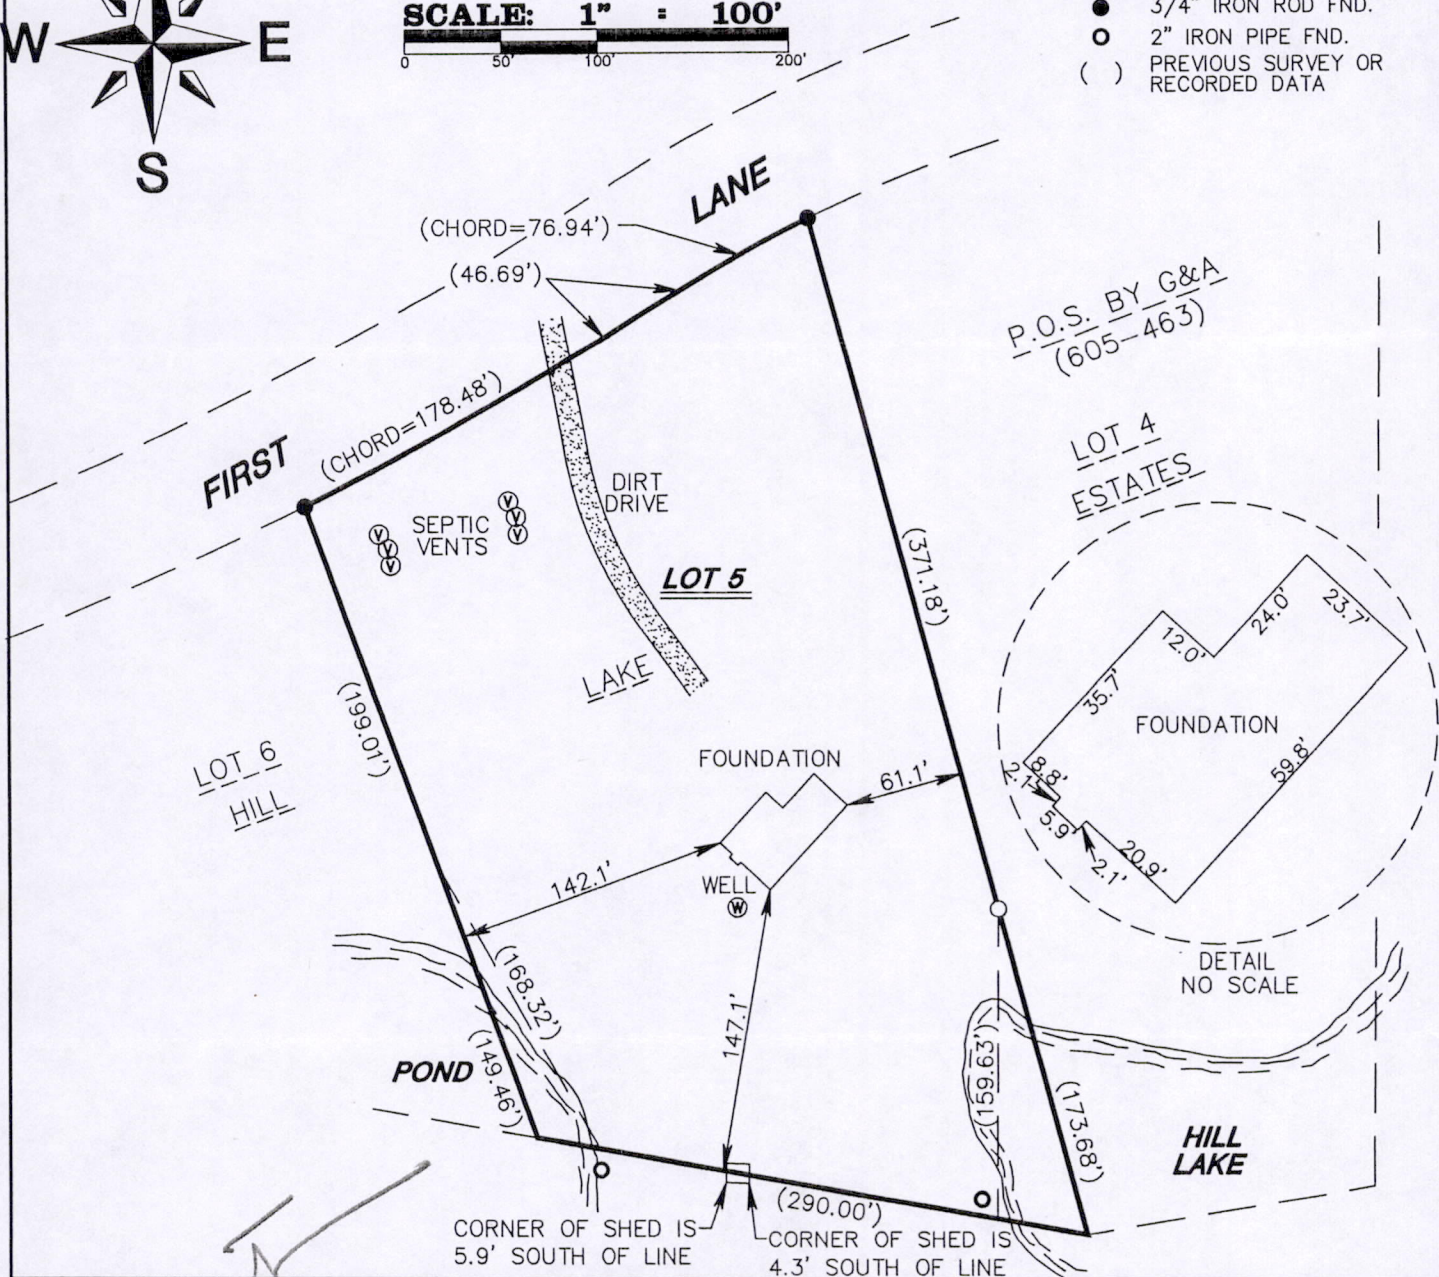 W E
S
SCALE: 1" = 100'
0 50' 100' 200'
3/4" IRON ROD FND.
2" IRON PIPE FND.
( ) PREVIOUS SURVEY OR
RECORDED DATA
FIRST LANE
(CHORD=76.94')
(46.69')
(CHORD=178.48')
P.O.S. BY G&A
(605-463)
LOT 4
ESTATES
SEPTIC
VENTS
V
V
V
V
V
V
DIRT
DRIVE
LOT 5
LAKE
(371.18')
(199.01')
LOT 6
HILL
FOUNDATION
61.1'
142.1'
WELL
W
147.1'
24.0'
23.7'
12.0'
35.7'
FOUNDATION
59.8'
8.8'
2.1'
5.9'
20.9'
2.1'
DETAIL
NO SCALE
(168.32')
(149.46')
POND
(159.63')
(173.68')
HILL
LAKE
(290.00')
CORNER OF SHED IS
5.9' SOUTH OF LINE
CORNER OF SHED IS
4.3' SOUTH OF LINE